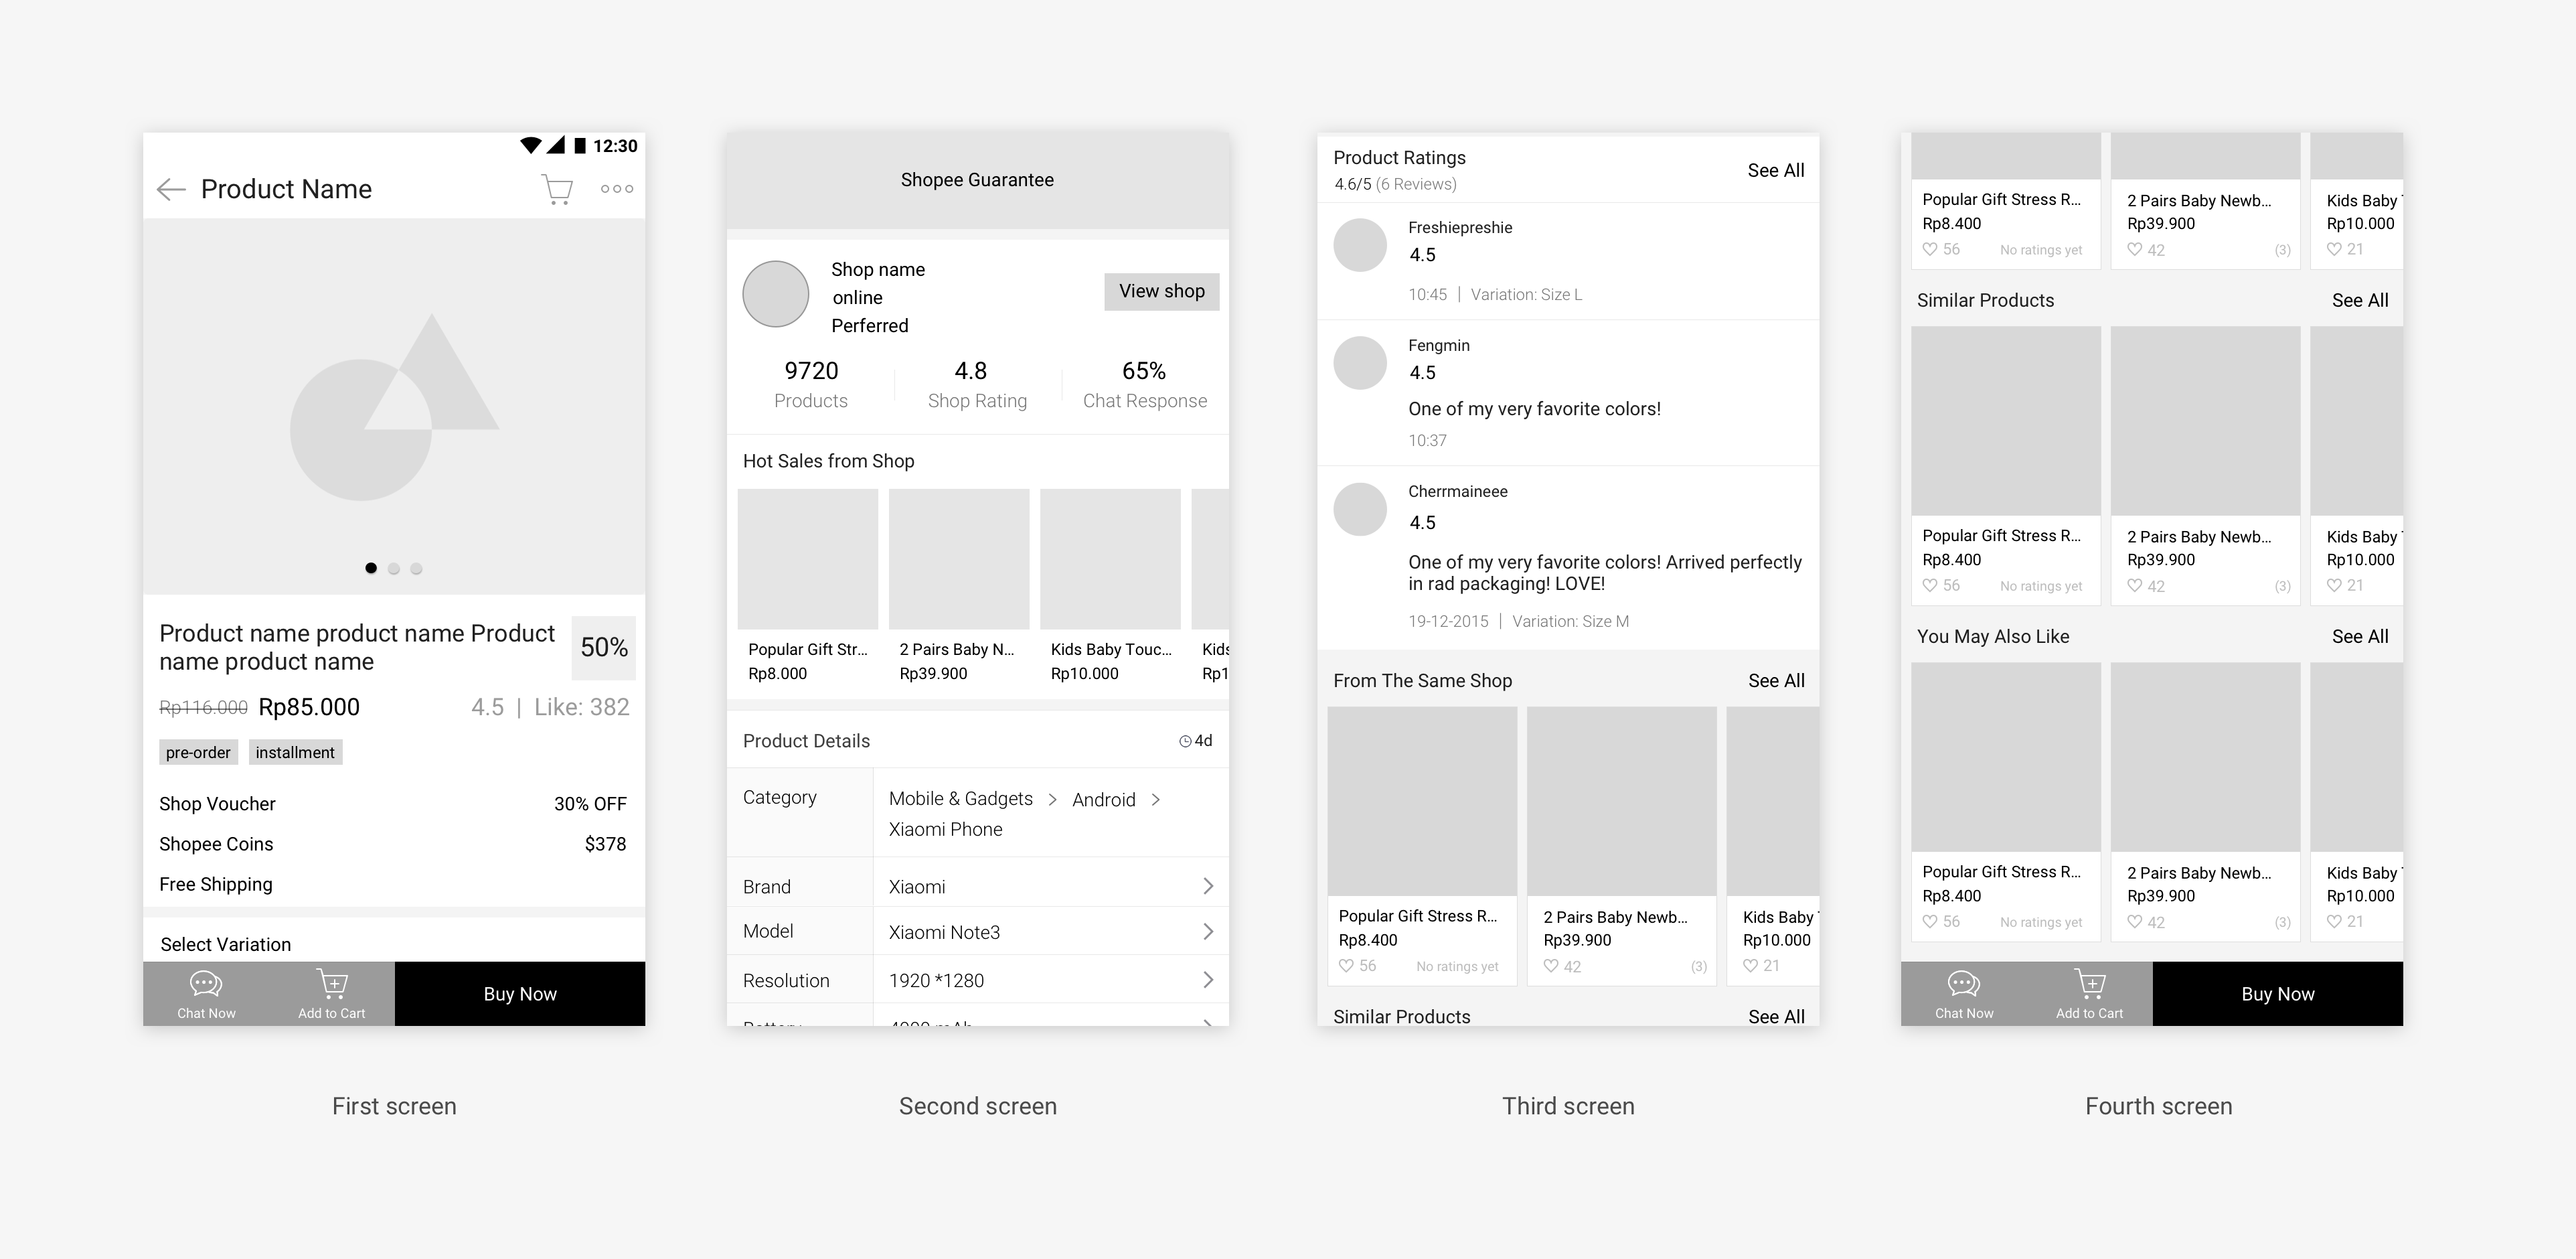 12:30
Product Name
Product name product name Product
name product name
50%
Rp116.000 Rp85.000
4.5 | Like: 382
pre-order installment
Shop Voucher 30% OFF
Shopee Coins $378
Free Shipping
Select Variation
Chat Now Add to Cart Buy Now
First screen
Shopee Guarantee
Shop name
online
Perferred
View shop
9720 4.8 65%
Products Shop Rating Chat Response
Hot Sales from Shop
Popular Gift Str... 2 Pairs Baby N... Kids Baby Touc... Kids
Rp8.000 Rp39.900 Rp10.000 Rp1
Product Details 4d
Category Mobile & Gadgets > Android >
Xiaomi Phone
Brand Xiaomi
Model Xiaomi Note3
Resolution 1920 *1280
Second screen
Product Ratings
4.6/5 (6 Reviews)
See All
Freshiepreshie
4.5
10:45 | Variation: Size L
Fengmin
4.5
One of my very favorite colors!
10:37
Cherrmaineee
4.5
One of my very favorite colors! Arrived perfectly
in rad packaging! LOVE!
19-12-2015 | Variation: Size M
From The Same Shop See All
Popular Gift Stress R... 2 Pairs Baby Newb... Kids Baby
Rp8.400 Rp39.900 Rp10.000
56 No ratings yet 42 (3) 21
Similar Products See All
Third screen
Popular Gift Stress R... 2 Pairs Baby Newb... Kids Baby
Rp8.400 Rp39.900 Rp10.000
56 No ratings yet 42 (3) 21
Similar Products See All
Popular Gift Stress R... 2 Pairs Baby Newb... Kids Baby
Rp8.400 Rp39.900 Rp10.000
56 No ratings yet 42 (3) 21
You May Also Like See All
Popular Gift Stress R... 2 Pairs Baby Newb... Kids Baby
Rp8.400 Rp39.900 Rp10.000
56 No ratings yet 42 (3) 21
Chat Now Add to Cart Buy Now
Fourth screen